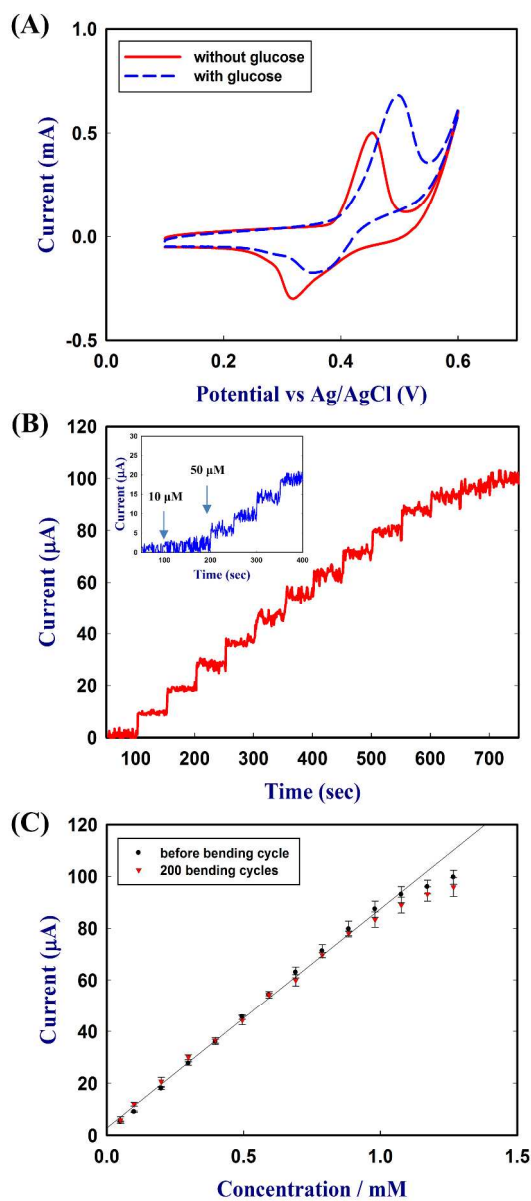 (A)
1.0
0.5
0.0
-0.5
Current (mA)
without glucose
with glucose
0.0 0.2 0.4 0.6
Potential vs Ag/AgCl (V)
(B)
120
100
80
60
40
20
0
Current (µA)
30
25
20
15
10
5
0
Current (µA)
10 µM
50 µM
100 200 300 400
Time (sec)
100 200 300 400 500 600 700
Time (sec)
(C)
120
100
80
60
40
20
0
Current (µA)
before bending cycle
200 bending cycles
0.0 0.5 1.0 1.5
Concentration / mM